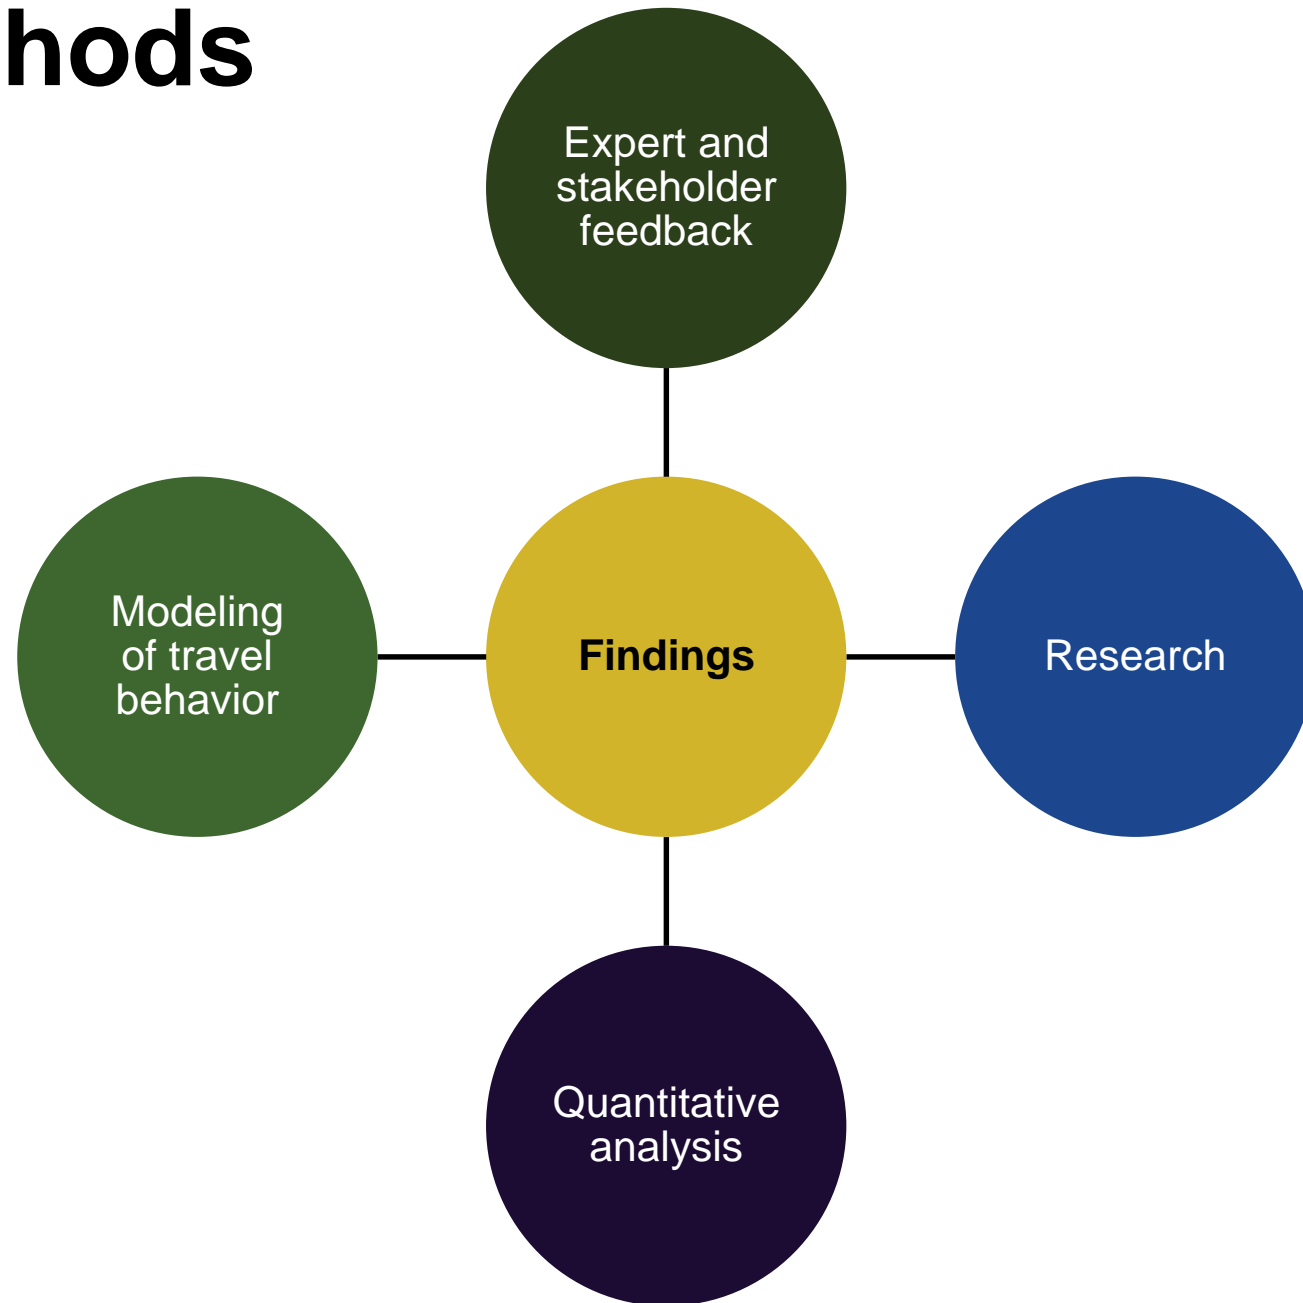 hods
Expert and
stakeholder
feedback
Modeling
of travel
behavior
Findings
Research
Quantitative
analysis